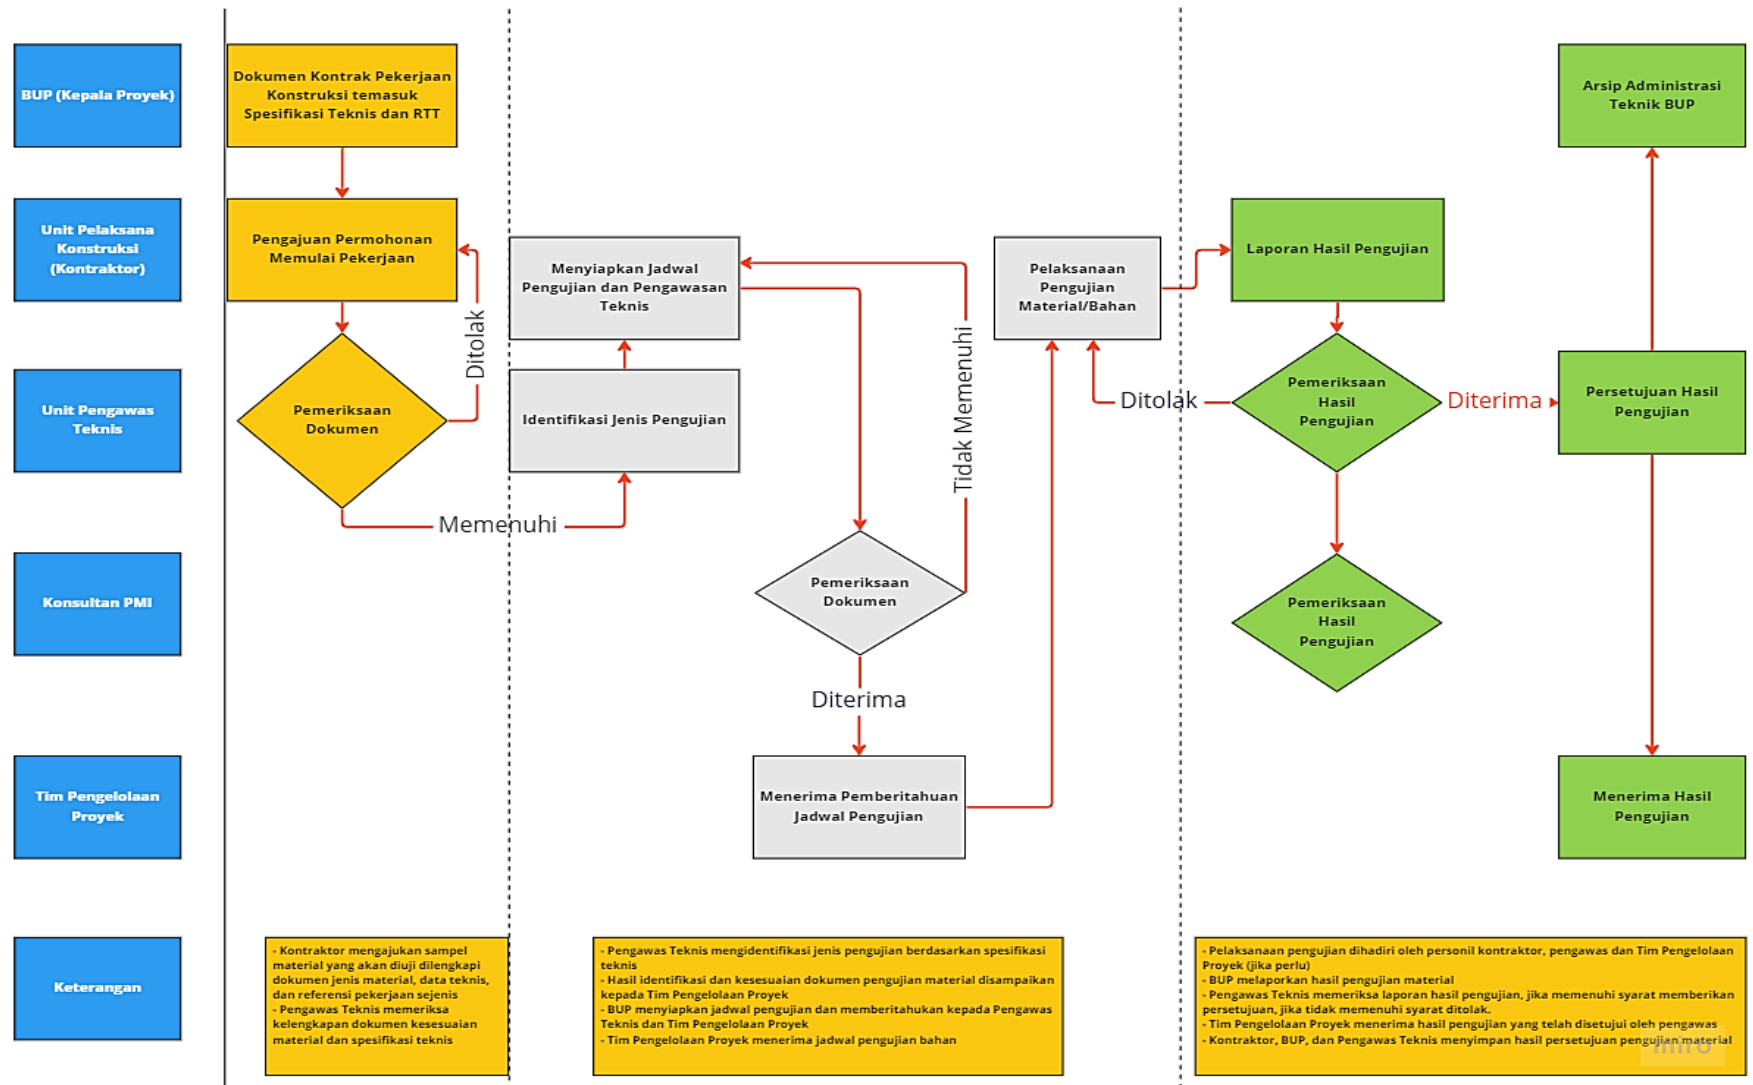 BUP (Kepala Proyek)
Dokumen Kontrak Pekerjaan
Konstruksi temasuk
Spesifikasi Teknis dan RTT
Arsip Administrasi
Teknik BUP
Unit Pelaksana
Konstruksi
(Kontraktor)
Pengajuan Permohonan
Memulai Pekerjaan
Menyiapkan Jadwal
Pengujian dan Pengawasan
Teknis
Pelaksanaan
Pengujian
Material/Bahan
Laporan Hasil Pengujian
Ditolak
Tidak Memenuhi
Unit Pengawas
Teknis
Pemeriksaan
Dokumen
Identifikasi Jenis Pengujian
Ditolak
Pemeriksaan
Hasil
Pengujian
Diterima
Persetujuan Hasil
Pengujian
Memenuhi
Konsultan PMI
Pemeriksaan
Dokumen
Pemeriksaan
Hasil
Pengujian
Diterima
Tim Pengelolaan
Proyek
Menerima Pemberitahuan
Jadwal Pengujian
Menerima Hasil
Pengujian
Keterangan
- Kontraktor mengajukan sampel
material yang akan diuji dilengkapi
dokumen jenis material, data teknis,
dan referensi pekerjaan sejenis
- Pengawas Teknis memeriksa
kelengkapan dokumen kesesuaian
material dan spesifikasi teknis
- Pengawas Teknis mengidentifikasi jenis pengujian berdasarkan spesifikasi
teknis
- Hasil identifikasi dan kesesuaian dokumen pengujian material disampaikan
kepada Tim Pengelolaan Proyek
- BUP menyiapkan jadwal pengujian dan memberitahukan kepada Pengawas
Teknis dan Tim Pengelolaan Proyek
- Tim Pengelolaan Proyek menerima jadwal pengujian bahan
- Pelaksanaan pengujian dihadiri oleh personil kontraktor, pengawas dan Tim Pengelolaan
Proyek (jika perlu)
- BUP melaporkan hasil pengujian material
- Pengawas Teknis memeriksa laporan hasil pengujian, jika memenuhi syarat memberikan
persetujuan, jika tidak memenuhi syarat ditolak.
- Tim Pengelolaan Proyek menerima hasil pengujian yang telah disetujui oleh pengawas
- Kontraktor, BUP, dan Pengawas Teknis menyimpan hasil persetujuan pengujian material
miro